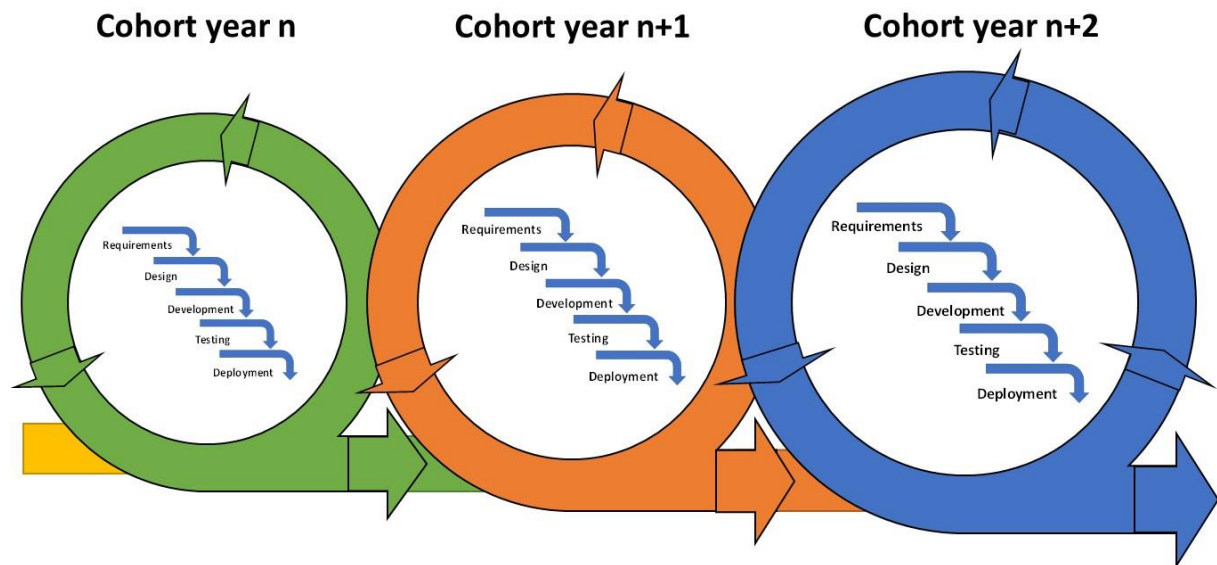 Cohort year n
Cohort year n+1
Cohort year n+2
Requirements
Design
Development
Testing
Deployment
Requirements
Design
Development
Testing
Deployment
Requirements
Design
Development
Testing
Deployment